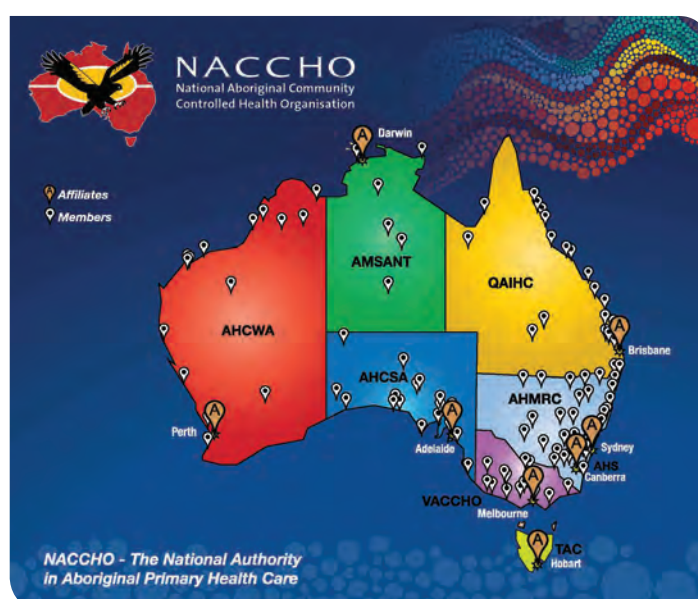 NACCHO
National Aboriginal Community
Controlled Health Organisation
Darwin
A
Affiliates
Members
AMSANT
QAIHC
AHCWA
Brisbane
AHCSA
AHMRC
Perth
Adelaide
Sydney
AHS
Canberra
VACCHO
Melbourne
TAC
Hobart
NACCHO - The National Authority
in Aboriginal Primary Health Care